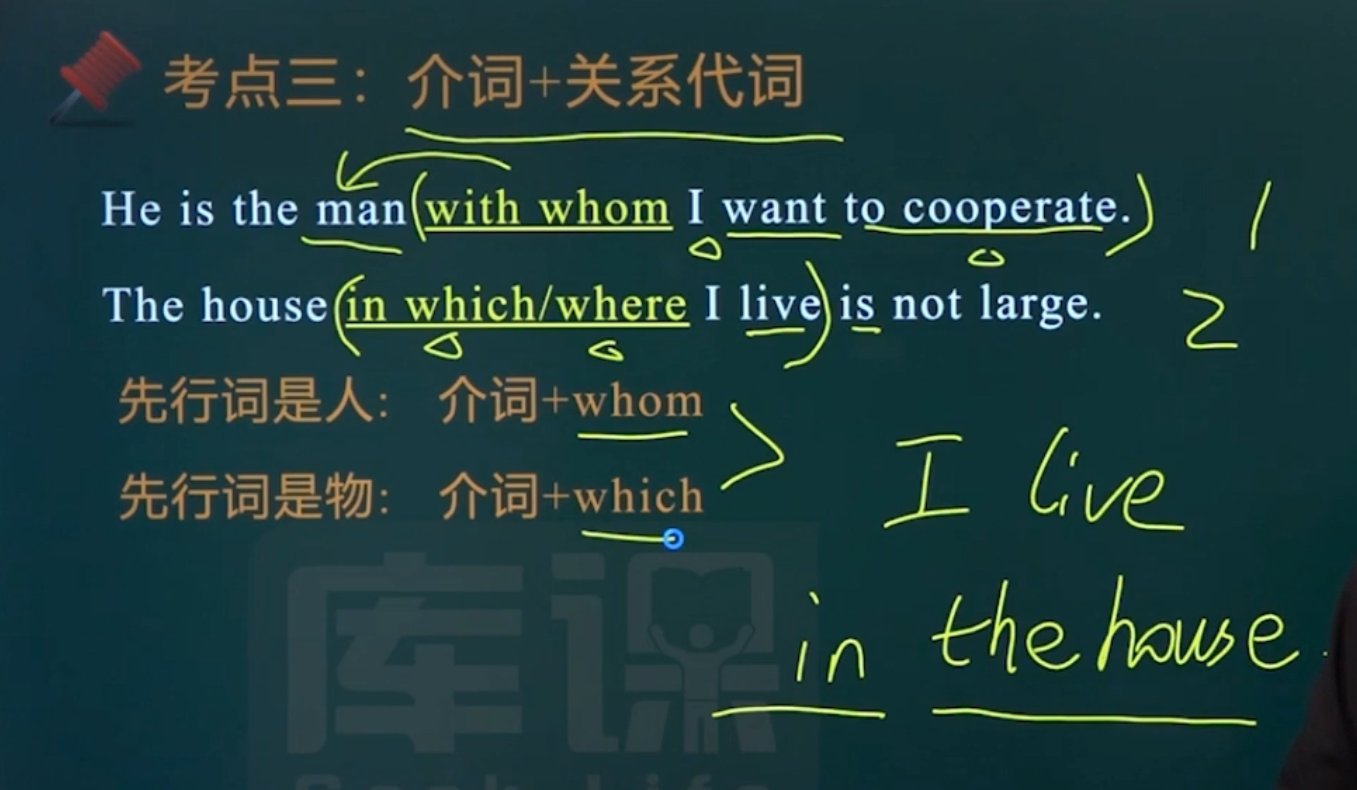 考点三：介词+关系代词
He is the man(with whom I want to cooperate.) 1
The house(in which/where I live) is not large. 2
先行词是人： 介词+whom
先行词是物： 介词+which
I live
in the house.
库课